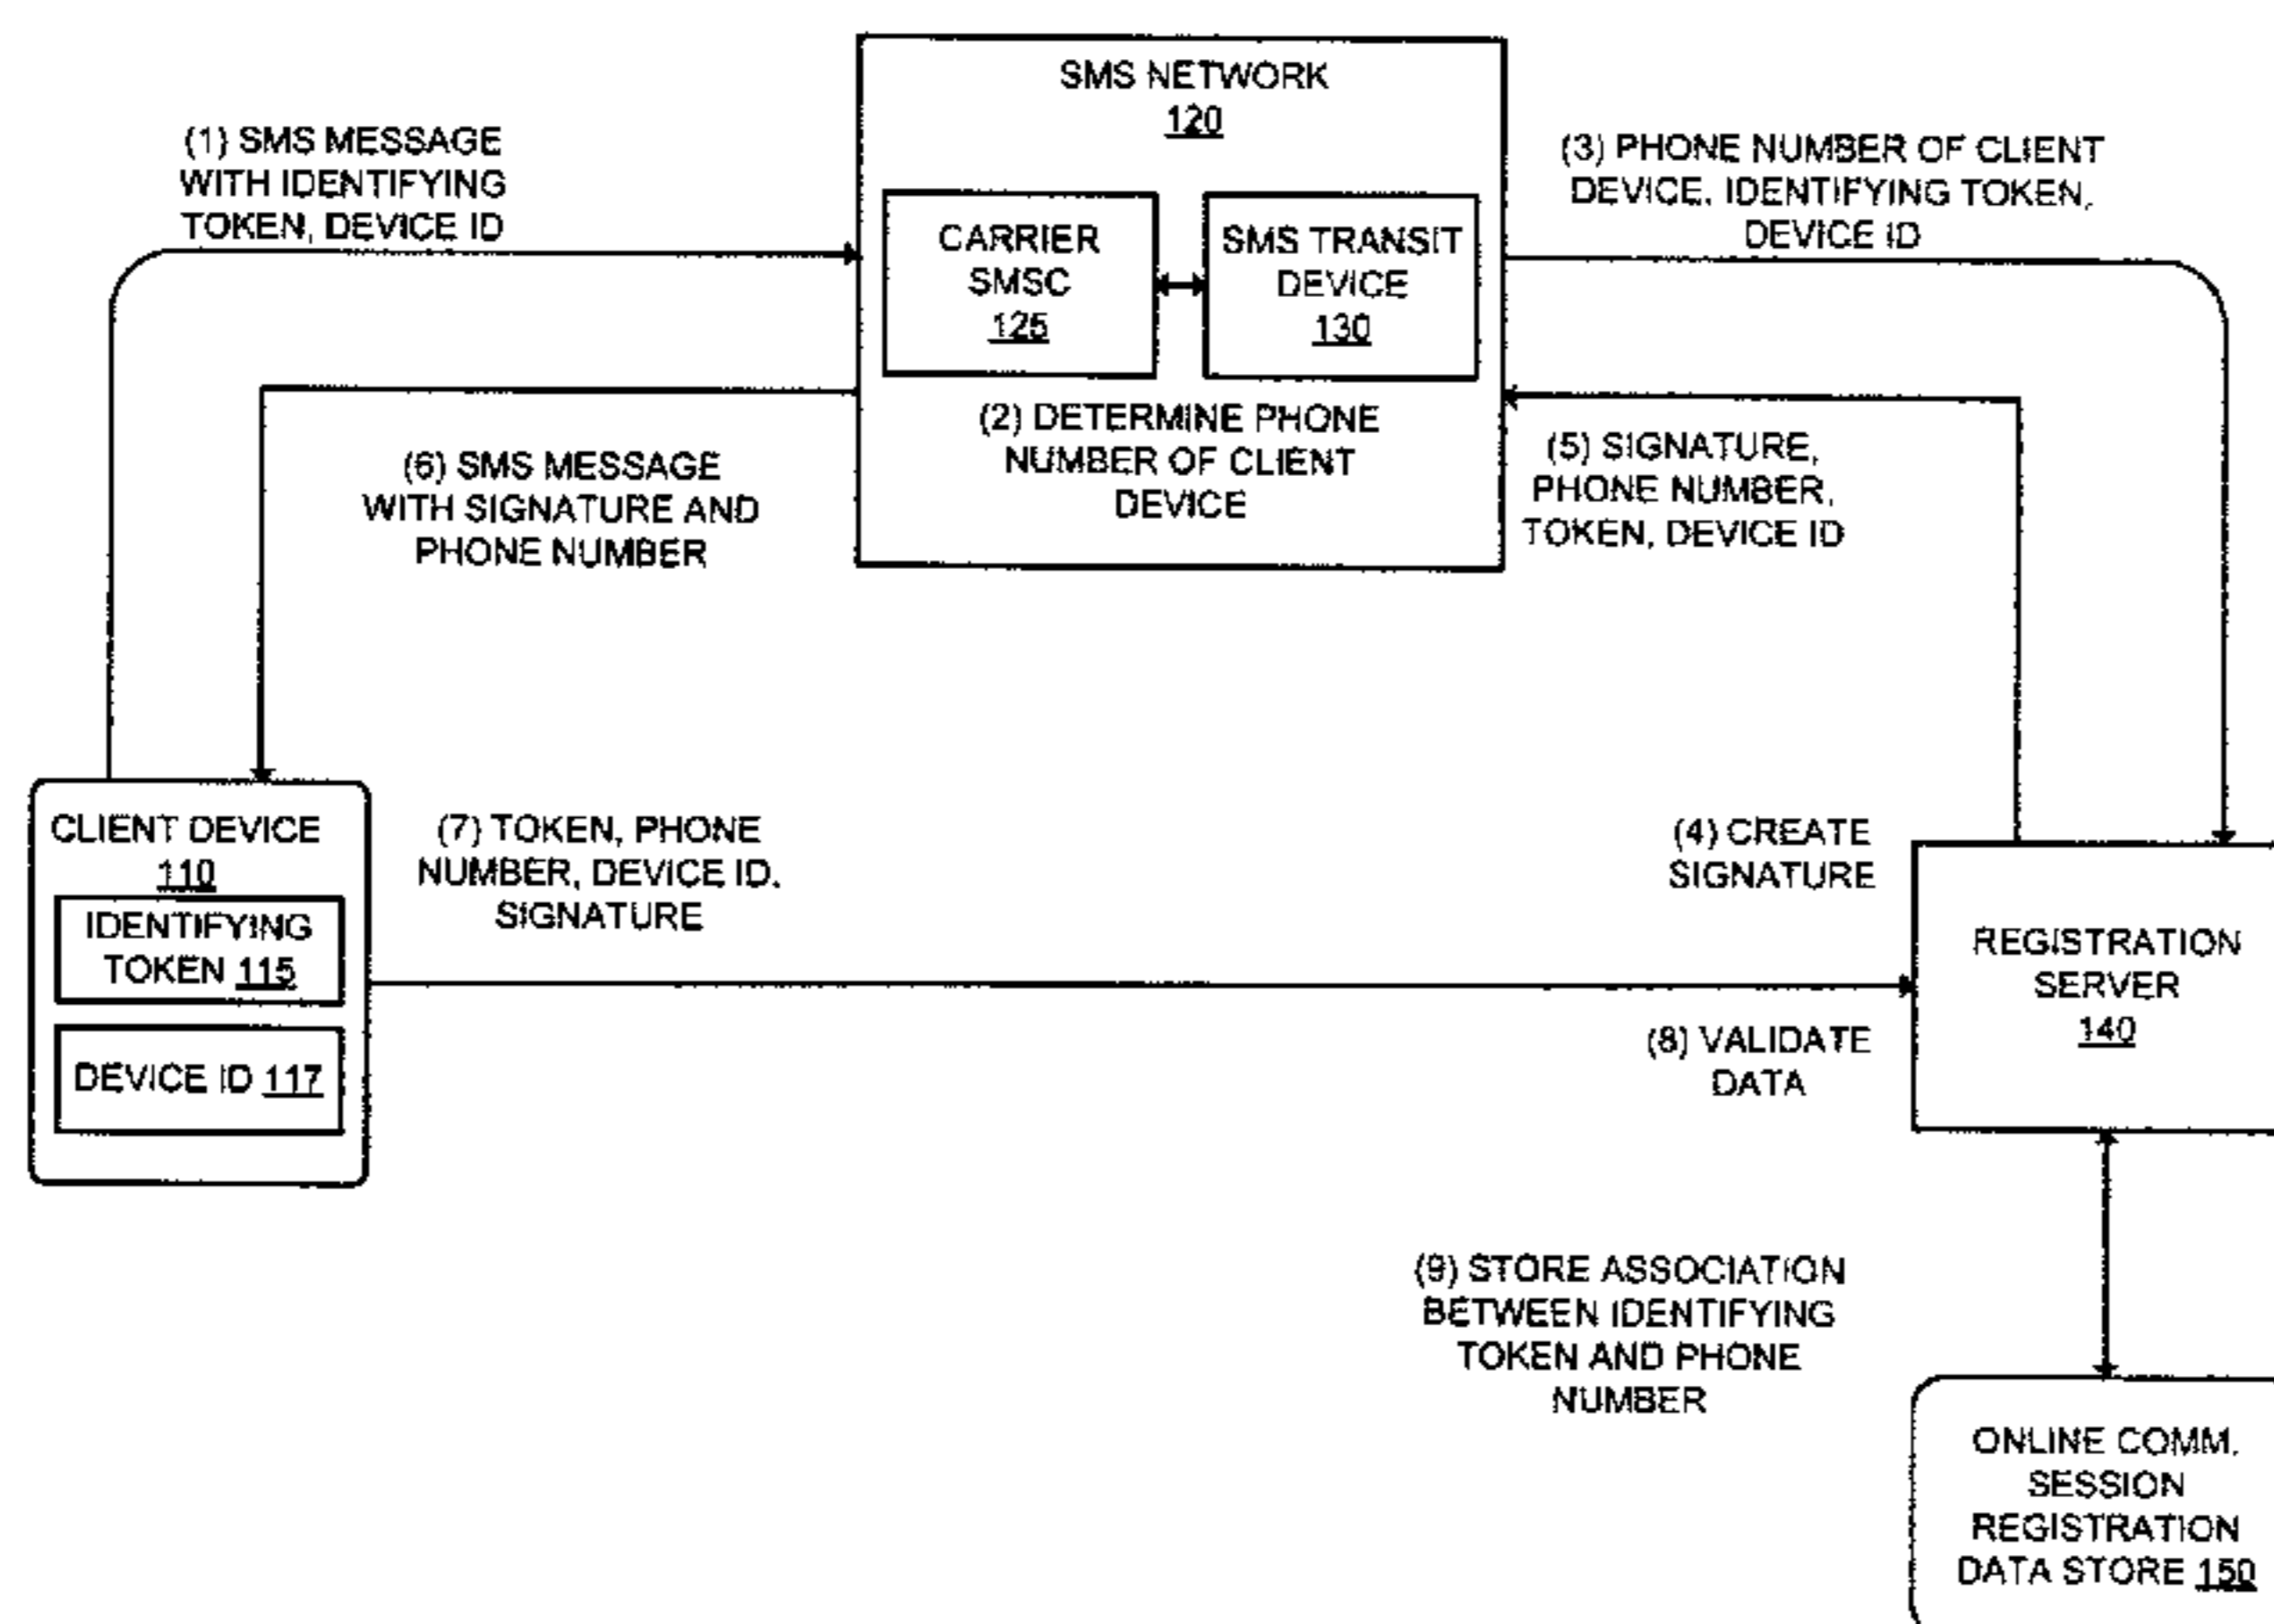 SMS NETWORK
120
(1) SMS MESSAGE
WITH IDENTIFYING
TOKEN, DEVICE ID
(3) PHONE NUMBER OF CLIENT
DEVICE, IDENTIFYING TOKEN,
DEVICE ID
CARRIER
SMSC
125
SMS TRANSIT
DEVICE
130
(2) DETERMINE PHONE
NUMBER OF CLIENT
DEVICE
(6) SMS MESSAGE
WITH SIGNATURE AND
PHONE NUMBER
(5) SIGNATURE,
PHONE NUMBER,
TOKEN, DEVICE ID
CLIENT DEVICE
110
IDENTIFYING
TOKEN 115
DEVICE ID 117
(7) TOKEN, PHONE
NUMBER, DEVICE ID,
SIGNATURE
(4) CREATE
SIGNATURE
REGISTRATION
SERVER
140
(8) VALIDATE
DATA
(9) STORE ASSOCIATION
BETWEEN IDENTIFYING
TOKEN AND PHONE
NUMBER
ONLINE COMM.
SESSION
REGISTRATION
DATA STORE 150